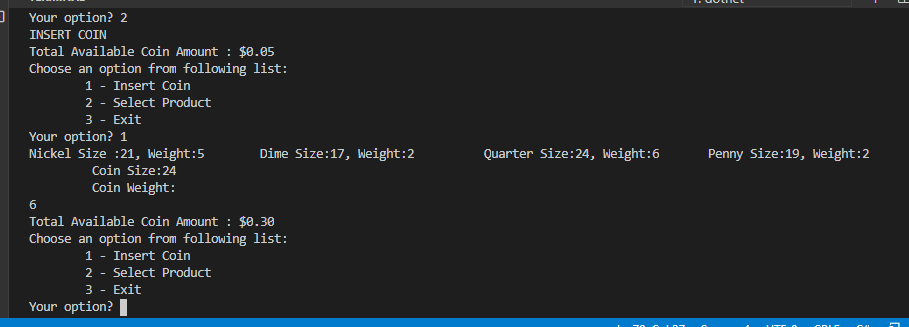 Your option? 2
INSERT COIN
Total Available Coin Amount : $0.05
Choose an option from following list:
1 - Insert Coin
2 - Select Product
3 - Exit
Your option? 1
Nickel Size :21, Weight:5 Dime Size:17, Weight:2 Quarter Size:24, Weight:6 Penny Size:19, Weight:2
Coin Size:24
Coin Weight:
6
Total Available Coin Amount : $0.30
Choose an option from following list:
1 - Insert Coin
2 - Select Product
3 - Exit
Your option?